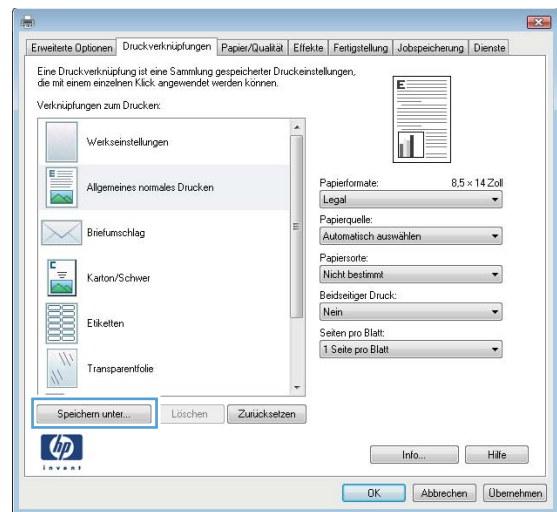 Erweiterte Optionen Druckverknüpfungen Papier/Qualität Effekte Fertigstellung Jobspeicherung Dienste
Eine Druckverknüpfung ist eine Sammlung gespeicherter Druckeinstellungen,
die mit einem einzelnen Klick angewendet werden können.
Verknüpfungen zum Drucken:
Werkseinstellungen
Allgemeines normales Drucken
Briefumschlag
Karton/Schwer
Etiketten
Transparentfolie
E
E
C
Papierformate: 8,5 × 14 Zoll
Legal
Papierquelle:
Automatisch auswählen
Papiersorte:
Nicht bestimmt
Beidseitiger Druck:
Nein
Seiten pro Blatt:
1 Seite pro Blatt
Speichern unter... Löschen Zurücksetzen
hp
invent
Info... Hilfe
OK Abbrechen Übernehmen